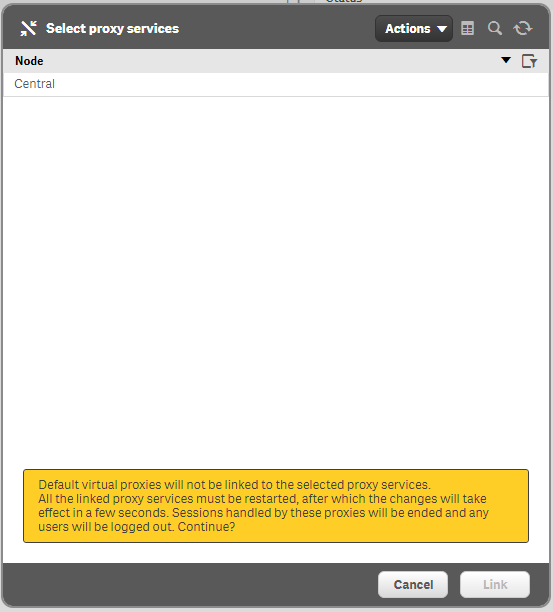 Select proxy services
Actions
Node
Central
Default virtual proxies will not be linked to the selected proxy services.
All the linked proxy services must be restarted, after which the changes will take
effect in a few seconds. Sessions handled by these proxies will be ended and any
users will be logged out. Continue?
Cancel
Link